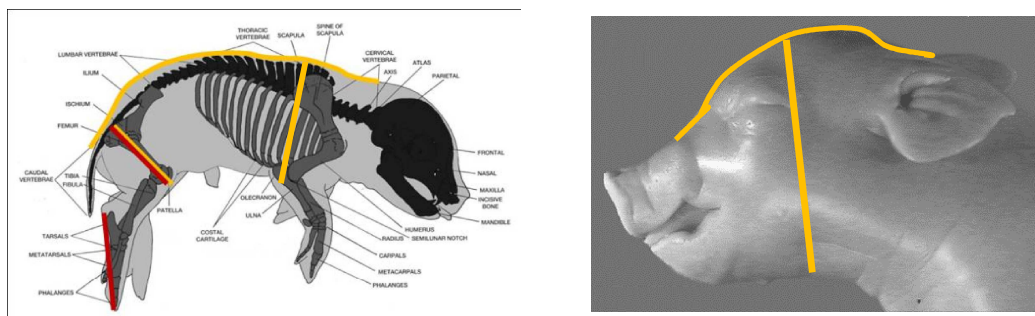 THORACIC
VERTEBRAE
SCAPULA
SPINE OF
SCAPULA
LUMBAR VERTEBRAE
CERVICAL
VERTEBRAE
ATLAS
AXIS
PARIETAL
ILIUM
ISCHIUM
FEMUR
FRONTAL
NASAL
CAUDAL
VERTEBRAE
TIBIA
FIBULA
MAXILLA
INCISIVE
BONE
PATELLA
OLECRANON
ULNA
MANDIBLE
TARSALS
COSTAL
CARTILAGE
HUMERUS
RADIUS
SEMILUNAR NOTCH
METATARSALS
CARPALS
METACARPALS
PHALANGES
PHALANGES